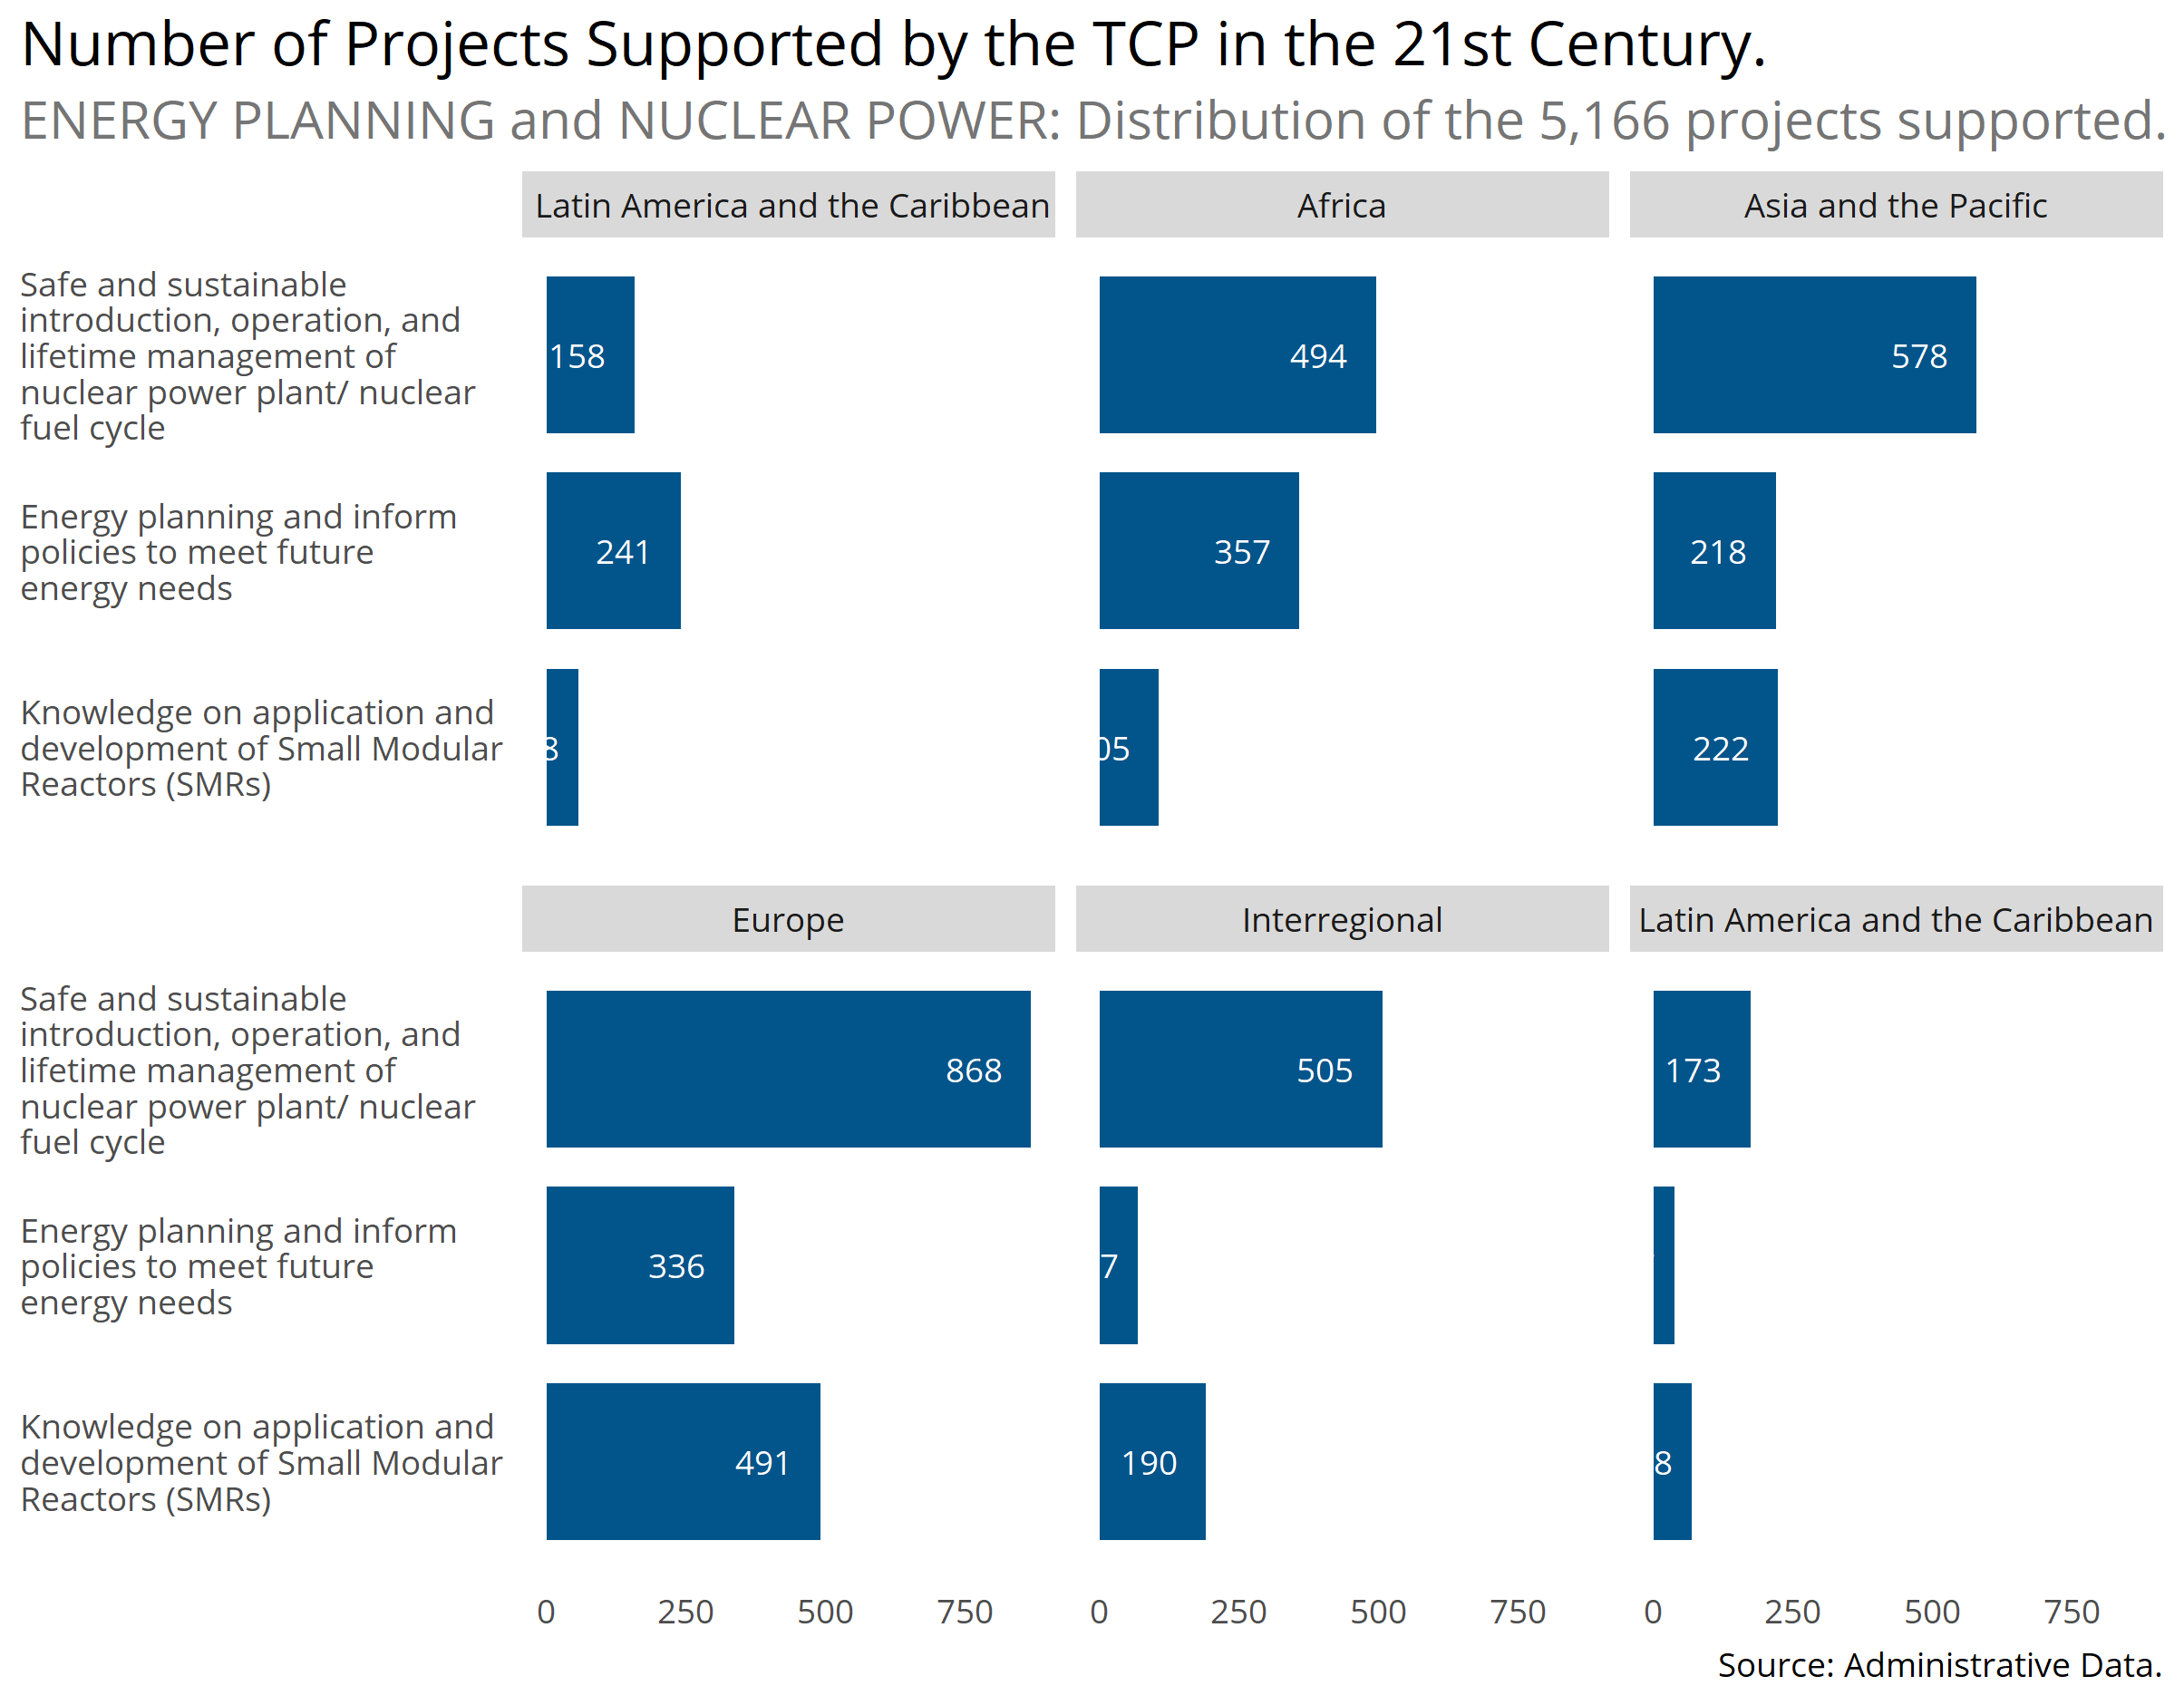 Number of Projects Supported by the TCP in the 21st Century.
ENERGY PLANNING and NUCLEAR POWER: Distribution of the 5,166 projects supported.
Latin America and the Caribbean
Africa
Asia and the Pacific
Safe and sustainable
introduction, operation, and
lifetime management of
nuclear power plant/ nuclear
fuel cycle
158
494
578
Energy planning and inform
policies to meet future
energy needs
241
357
218
Knowledge on application and
development of Small Modular
Reactors (SMRs)
8
05
222
Europe
Interregional
Latin America and the Caribbean
Safe and sustainable
introduction, operation, and
lifetime management of
nuclear power plant/ nuclear
fuel cycle
868
505
173
Energy planning and inform
policies to meet future
energy needs
336
7
Knowledge on application and
development of Small Modular
Reactors (SMRs)
491
190
8
0 250 500 750
0 250 500 750
0 250 500 750
Source: Administrative Data.